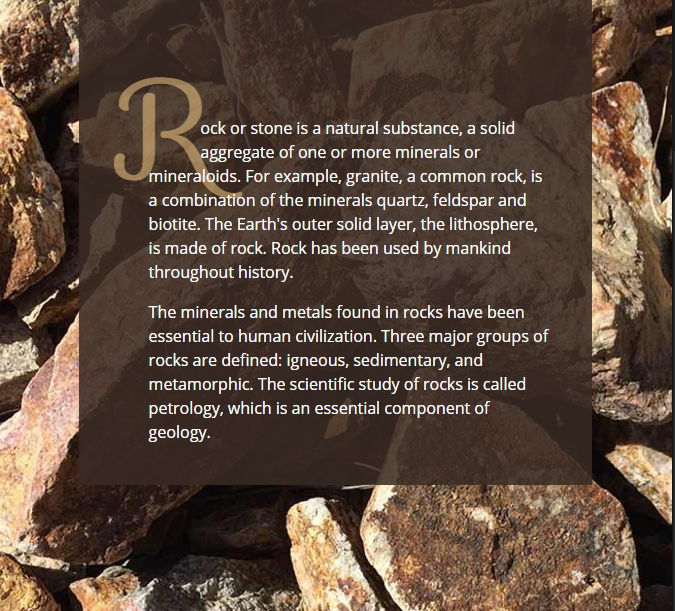 Rock or stone is a natural substance, a solid
aggregate of one or more minerals or
mineraloids. For example, granite, a common rock, is
a combination of the minerals quartz, feldspar and
biotite. The Earth's outer solid layer, the lithosphere,
is made of rock. Rock has been used by mankind
throughout history.
The minerals and metals found in rocks have been
essential to human civilization. Three major groups of
rocks are defined: igneous, sedimentary, and
metamorphic. The scientific study of rocks is called
petrology, which is an essential component of
geology.